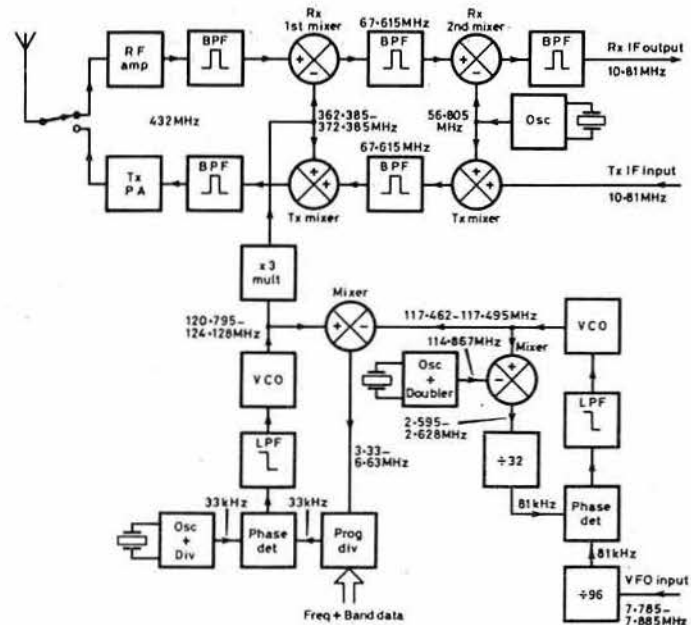 RF
amp
BPF
Rx
1st mixer
67·615MHz
BPF
Rx
2nd mixer
BPF
Rx IF output
10·81MHz
+
−
+
−
432MHz
362·385–
372·385MHz
56·805
MHz
Osc
Tx
PA
BPF
67·615MHz
BPF
Tx IF input
10·81MHz
+
+
+
+
Tx mixer
Tx mixer
x3
mult
Mixer
120·795–
124·128MHz
+
−
117·462–117·495MHz
VCO
114·867MHz
Mixer
VCO
Osc
+
Doubler
+
−
LPF
2·595–
2·628MHz
LPF
3·33–
6·63MHz
÷32
33kHz
33kHz
81kHz
Osc
+
Div
Phase
det
Prog
div
Phase
det
81kHz
÷96
VFO input
7·785–
7·885MHz
Freq + Band data